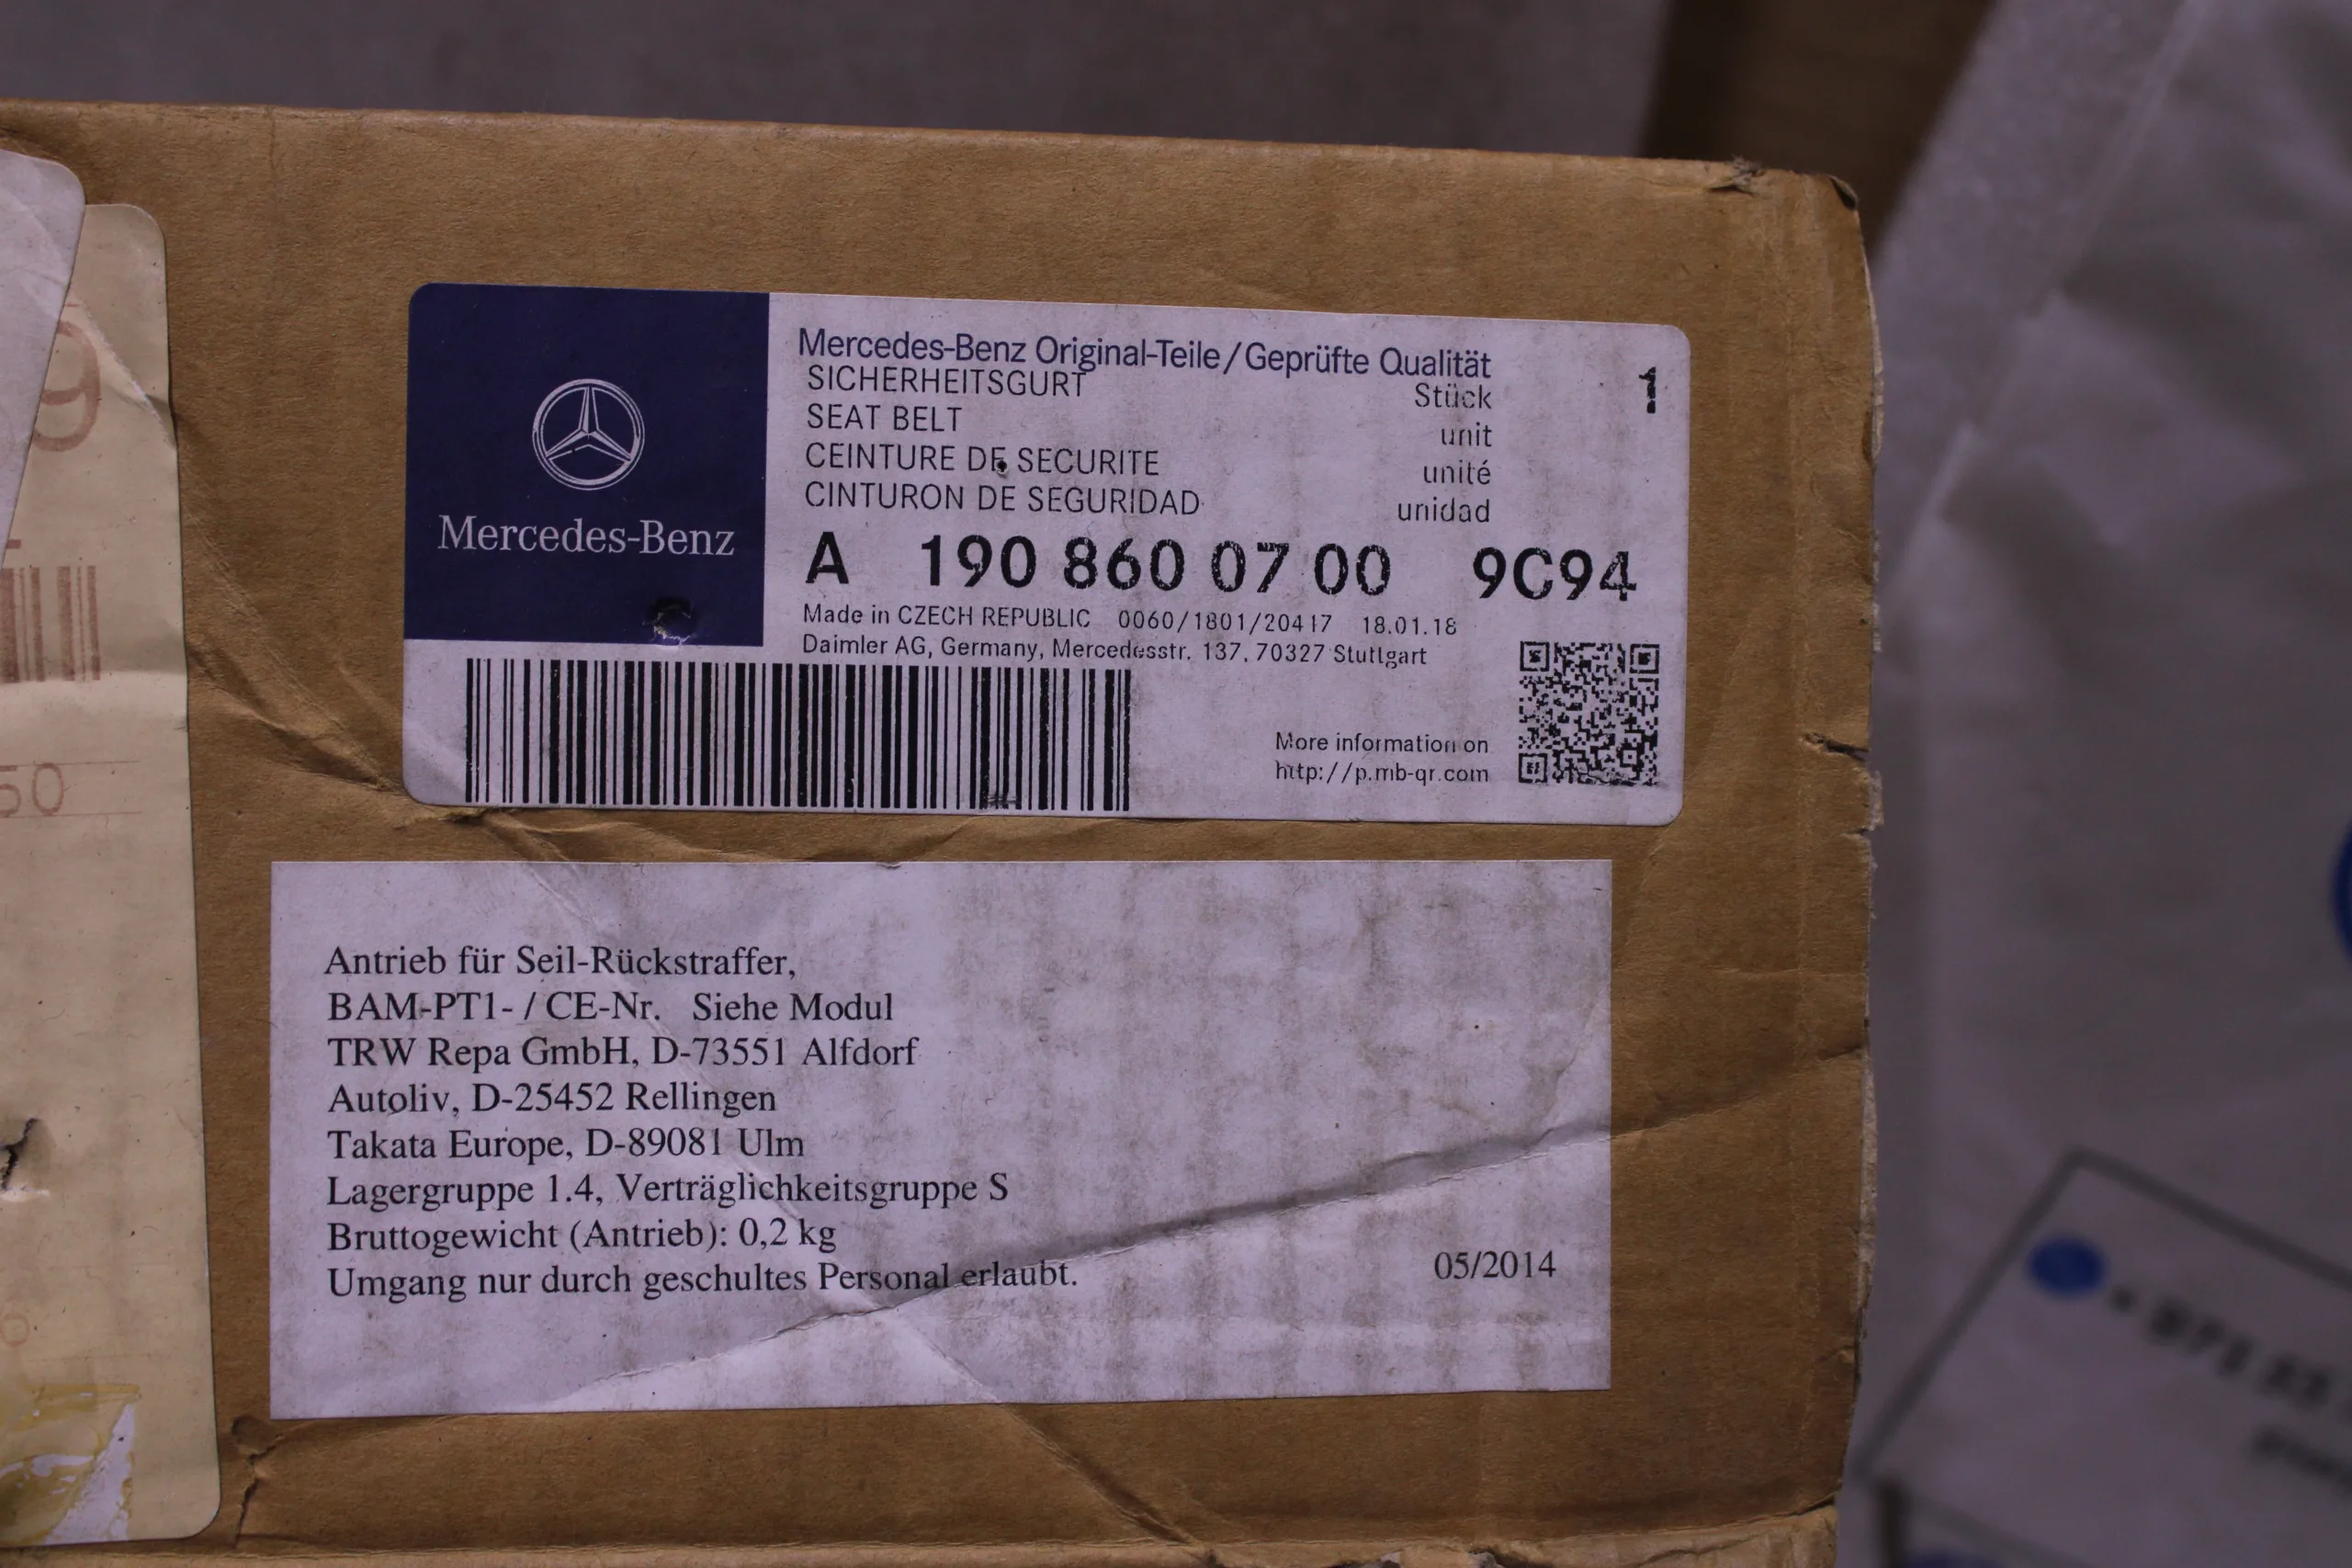 Mercedes-Benz
Mercedes-Benz Original-Teile/Geprüfte Qualität
SICHERHEITSGURT Stück 1
SEAT BELT unit
CEINTURE DE SECURITE unité
CINTURON DE SEGURIDAD unidad
A 190 860 07 00 9C94
Made in CZECH REPUBLIC 0060/1801/20417 18.01.18
Daimler AG, Germany, Mercedesstr. 137, 70327 Stuttgart
More information on
http://p.mb-qr.com
Antrieb für Seil-Rückstraffer,
BAM-PT1- / CE-Nr. Siehe Modul
TRW Repa GmbH, D-73551 Alfdorf
Autoliv, D-25452 Rellingen
Takata Europe, D-89081 Ulm
Lagergruppe 1.4, Verträglichkeitsgruppe S
Bruttogewicht (Antrieb): 0,2 kg
Umgang nur durch geschultes Personal erlaubt.
05/2014
9
50
6